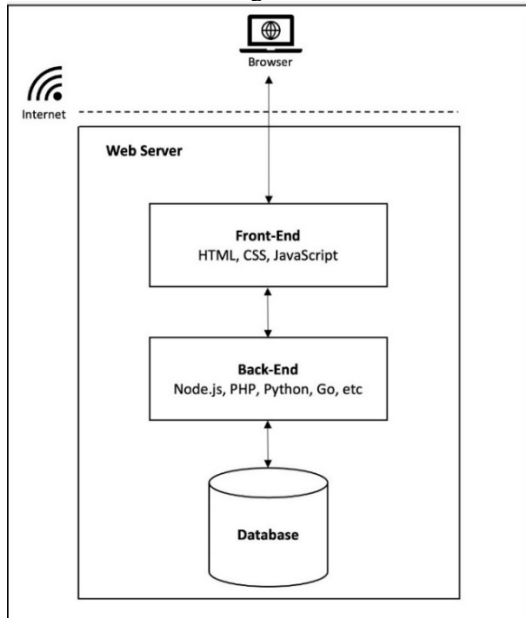 Browser
Internet
Web Server
Front-End
HTML, CSS, JavaScript
Back-End
Node.js, PHP, Python, Go, etc
Database